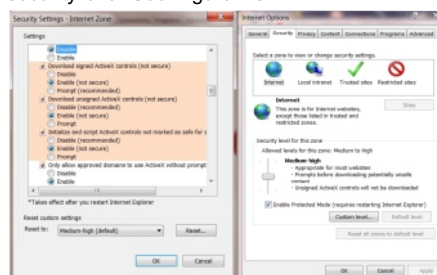 Security Settings - Internet Zone
Settings
Disable
Enable
Download signed ActiveX controls (not secure)
Disable
Enable (not secure)
Prompt (recommended)
Download unsigned ActiveX controls (not secure)
Disable (recommended)
Enable (not secure)
Prompt
Initialize and script ActiveX controls not marked as safe for s
Disable (recommended)
Enable (not secure)
Prompt
Only allow approved domains to use ActiveX without prompt
Disable
Enable
*Takes effect after you restart Internet Explorer
Reset custom settings
Reset to: Medium-high (default) Reset...
OK Cancel
Internet Options
General Security Privacy Content Connections Programs Advanced
Select a zone to view or change security settings.
Internet Local intranet Trusted sites Restricted sites
Internet
This zone is for Internet websites,
except those listed in trusted and
restricted zones.
Sites
Security level for this zone
Allowed levels for this zone: Medium to High
Medium-high
- Appropriate for most websites
- Prompts before downloading potentially unsafe
content
- Unsigned ActiveX controls will not be downloaded
Enable Protected Mode (requires restarting Internet Explorer)
Custom level... Default level
Reset all zones to default level
OK Cancel Apply